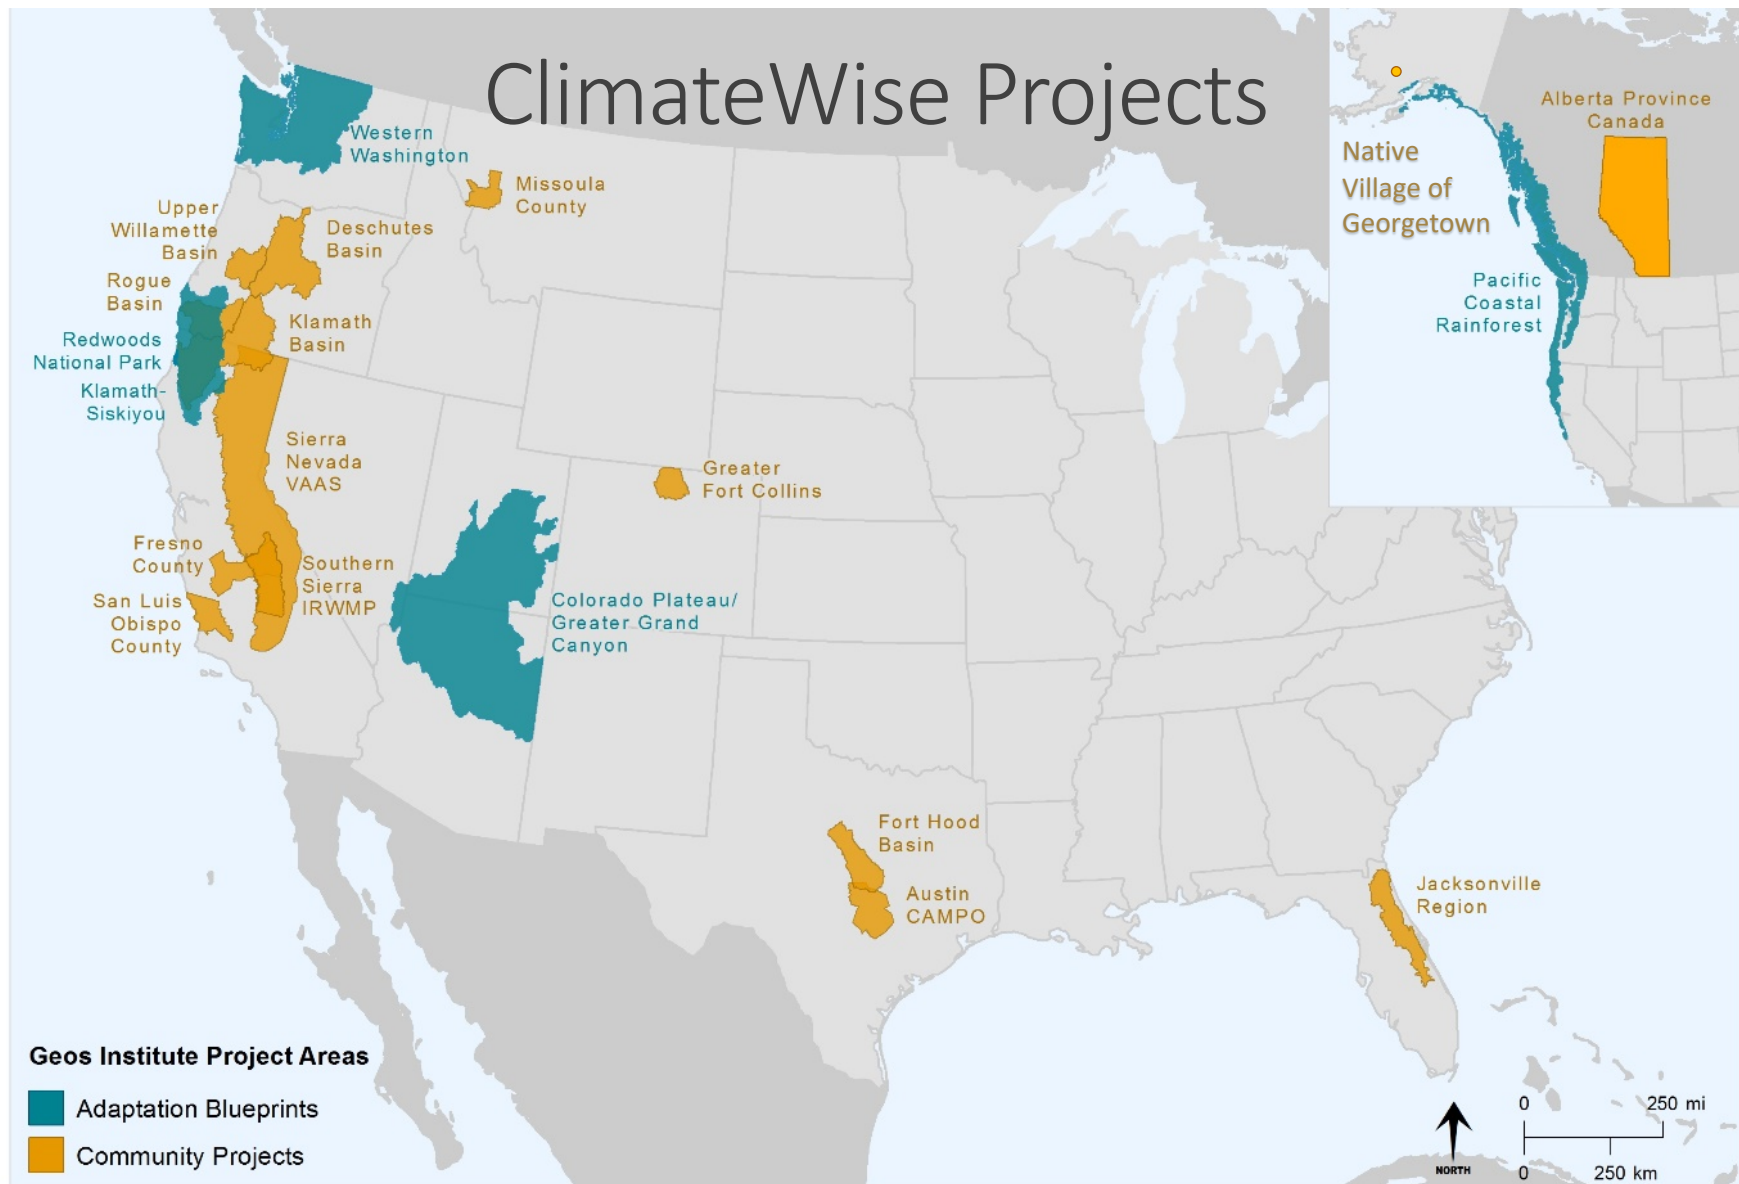 ClimateWise Projects
Western
Washington
Missoula
County
Upper
Willamette
Basin
Deschutes
Basin
Rogue
Basin
Redwoods
National Park
Klamath
Basin
Klamath-
Siskiyou
Sierra
Nevada
VAAS
Greater
Fort Collins
Fresno
County
Southern
Sierra
IRWMP
San Luis
Obispo
County
Colorado Plateau/
Greater Grand
Canyon
Fort Hood
Basin
Austin
CAMPO
Jacksonville
Region
Alberta Province
Canada
Native
Village of
Georgetown
Pacific
Coastal
Rainforest
Geos Institute Project Areas
Adaptation Blueprints
Community Projects
NORTH
0 250 mi
0 250 km